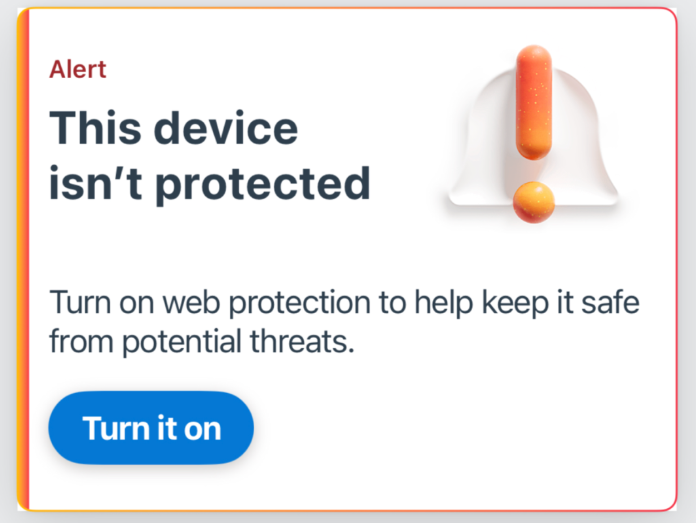 Alert
This device
isn’t protected
Turn on web protection to help keep it safe
from potential threats.
Turn it on